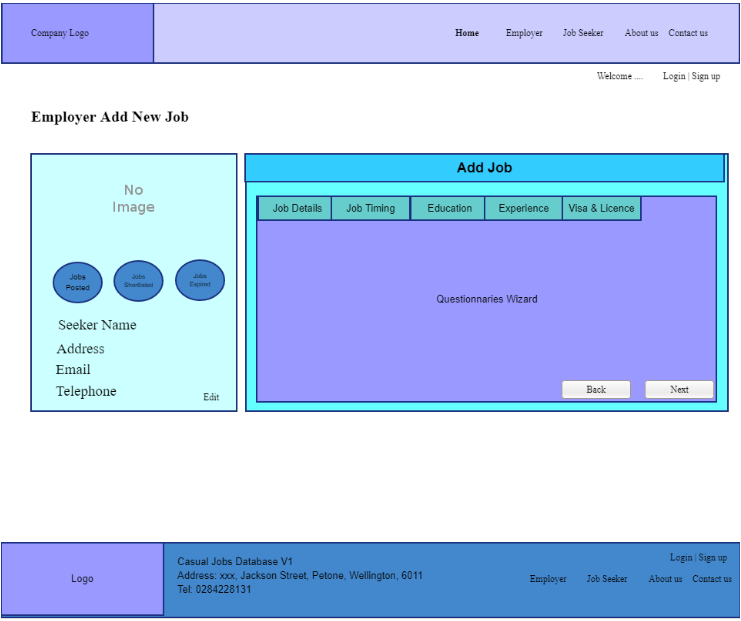 Company Logo
Home Employer Job Seeker About us Contact us
Welcome .... Login | Sign up
Employer Add New Job
No
Image
Jobs
Posted
Jobs
Shortlisted
Jobs
Expired
Seeker Name
Address
Email
Telephone
Edit
Add Job
Job Details Job Timing Education Experience Visa & Licence
Questionnaries Wizard
Back Next
Logo
Casual Jobs Database V1
Address: xxx, Jackson Street, Petone, Wellington, 6011
Tel: 0284228131
Login | Sign up
Employer Job Seeker About us Contact us